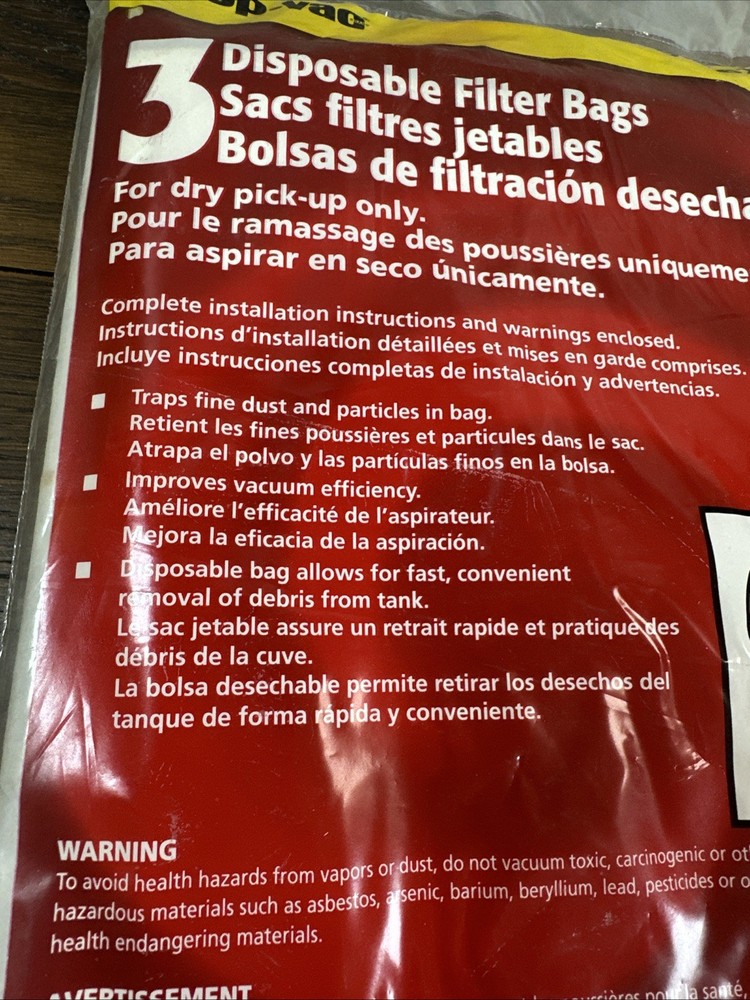 vac
3 Disposable Filter Bags
Sacs filtres jetables
Bolsas de filtración
For dry pick-up only.
Pour le ramassage des poussières
Para aspirar en seco únicamente.
Complete installation instructions and warnings enclosed.
Instructions d'installation détaillées et mises en garde comprises.
Incluye instrucciones completas de instalación y advertencias.
Traps fine dust and particles in bag.
Retient les fines poussières et particules dans le sac.
Atrapa el polvo y las partículas finos en la bolsa.
Improves vacuum efficiency.
Améliore l'efficacité de l'aspirateur.
Mejora la eficacia de la aspiración.
Disposable bag allows for fast, convenient
removal of debris from tank.
Le sac jetable assure un retrait rapide et pratique des
débris de la cuve.
La bolsa desechable permite retirar los desechos del
tanque de forma rápida y conveniente.
WARNING
To avoid health hazards from vapors or dust, do not vacuum toxic, carcinogenic or
hazardous materials such as asbestos, arsenic, barium, beryllium, lead, pesticides or
health endangering materials.
AVERTISSEMENT
poussières pour la santé,